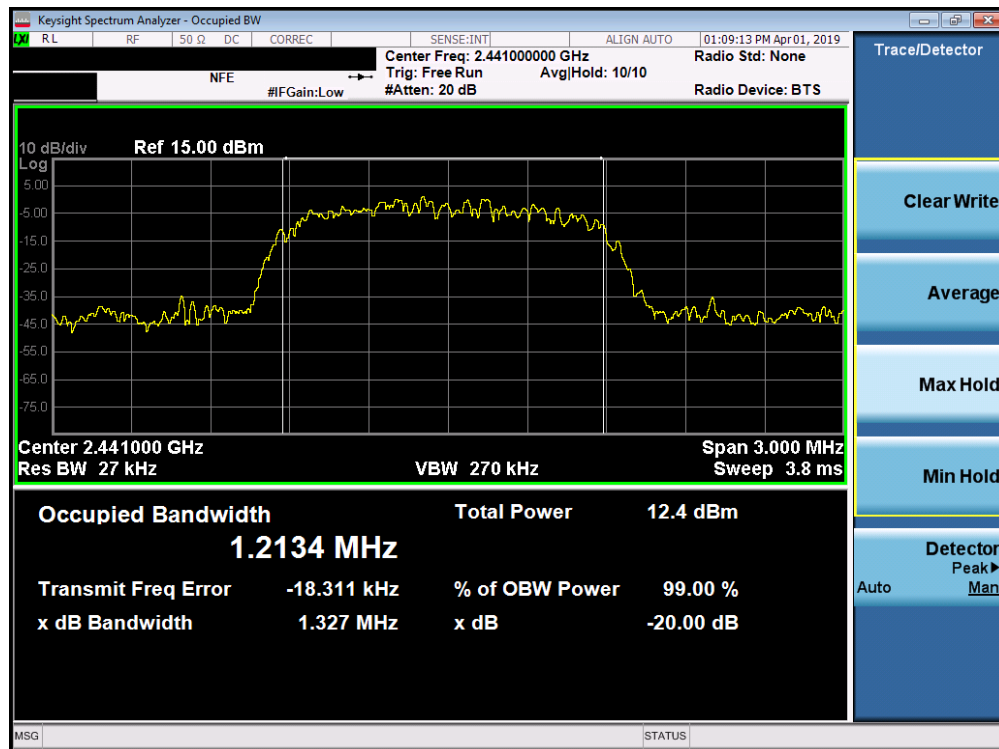 Keysight Spectrum Analyzer - Occupied BW
LXI RL RF 50 Ω DC CORREC SENSE:INT ALIGN AUTO 01:09:13 PM Apr 01, 2019
Center Freq: 2.441000000 GHz Radio Std: None
NFE Trig: Free Run Avg|Hold: 10/10
#IFGain:Low #Atten: 20 dB Radio Device: BTS
Trace/Detector
10 dB/div Ref 15.00 dBm
Log
5.00
-5.00
-15.0
-25.0
-35.0
-45.0
-55.0
-65.0
-75.0
Center 2.441000 GHz Span 3.000 MHz
Res BW 27 kHz VBW 270 kHz Sweep 3.8 ms
Occupied Bandwidth Total Power 12.4 dBm
1.2134 MHz
Transmit Freq Error -18.311 kHz % of OBW Power 99.00 %
x dB Bandwidth 1.327 MHz x dB -20.00 dB
Clear Write
Average
Max Hold
Min Hold
Detector
Peak▶
Auto Man
MSG STATUS